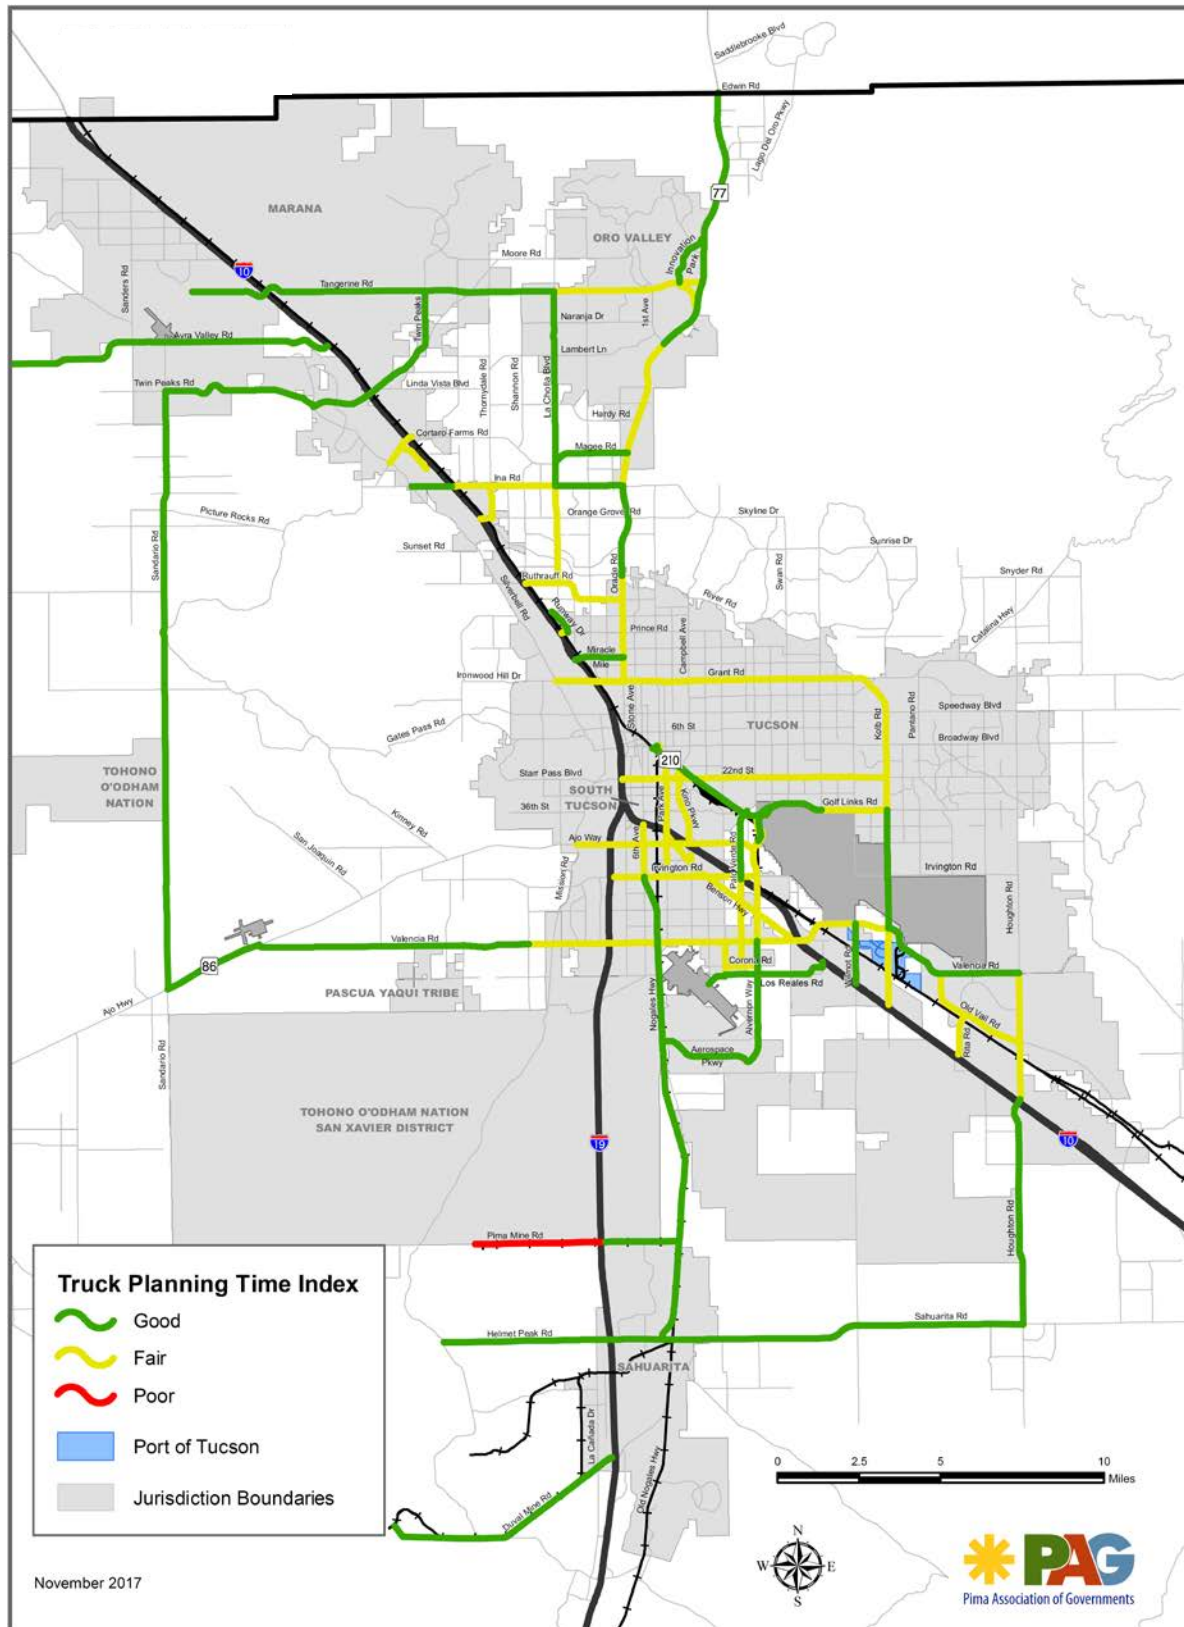 Saddlebrooke Blvd
Edwin Rd
Lago Del Oro Pkwy
77
MARANA
ORO VALLEY
Innovation
Park
Moore Rd
Sanders Rd
10
Tangerine Rd
Twin Peaks
Naranja Dr
1st Ave
Avra Valley Rd
Lambert Ln
Thornydale Rd
Shannon Rd
La Cholla Blvd
Twin Peaks Rd
Linda Vista Blvd
Hardy Rd
Cortaro Farms Rd
Magee Rd
Ina Rd
Picture Rocks Rd
Orange Grove Rd
Skyline Dr
Sandario Rd
Sunset Rd
Sunrise Dr
Swan Rd
Snyder Rd
Oracle Rd
Ruthrauff Rd
River Rd
Silverbell Rd
Runway Dr
Catalina Hwy
Prince Rd
Campbell Ave
Miracle
Mile
Ironwood Hill Dr
Grant Rd
Stone Ave
Gates Pass Rd
6th St
TUCSON
Kolb Rd
Pantano Rd
Speedway Blvd
Broadway Blvd
210
TOHONO
O'ODHAM
NATION
Starr Pass Blvd
22nd St
SOUTH
TUCSON
36th St
Park Ave
Kino Pkwy
Golf Links Rd
Kinney Rd
Ajo Way
6th Ave
Palo Verde Rd
San Joaquin Rd
Mission Rd
Irvington Rd
Irvington Rd
Benson Hwy
Houghton Rd
Valencia Rd
86
Corona Rd
Wilmot Rd
Valencia Rd
PASCUA YAQUI TRIBE
Los Reales Rd
Ajo Hwy
Nogales Hwy
Alvernon Way
Old Vail Rd
Rita Rd
Sandario Rd
Aerospace
Pkwy
TOHONO O'ODHAM NATION
SAN XAVIER DISTRICT
19
10
Pima Mine Rd
Houghton Rd
Sahuarita Rd
Helmet Peak Rd
SAHUARITA
La Cañada Dr
Old Nogales Hwy
Duval Mine Rd
Truck Planning Time Index
Good
Fair
Poor
Port of Tucson
Jurisdiction Boundaries
0 2.5 5 10
Miles
N
W E
S
PAG
Pima Association of Governments
November 2017